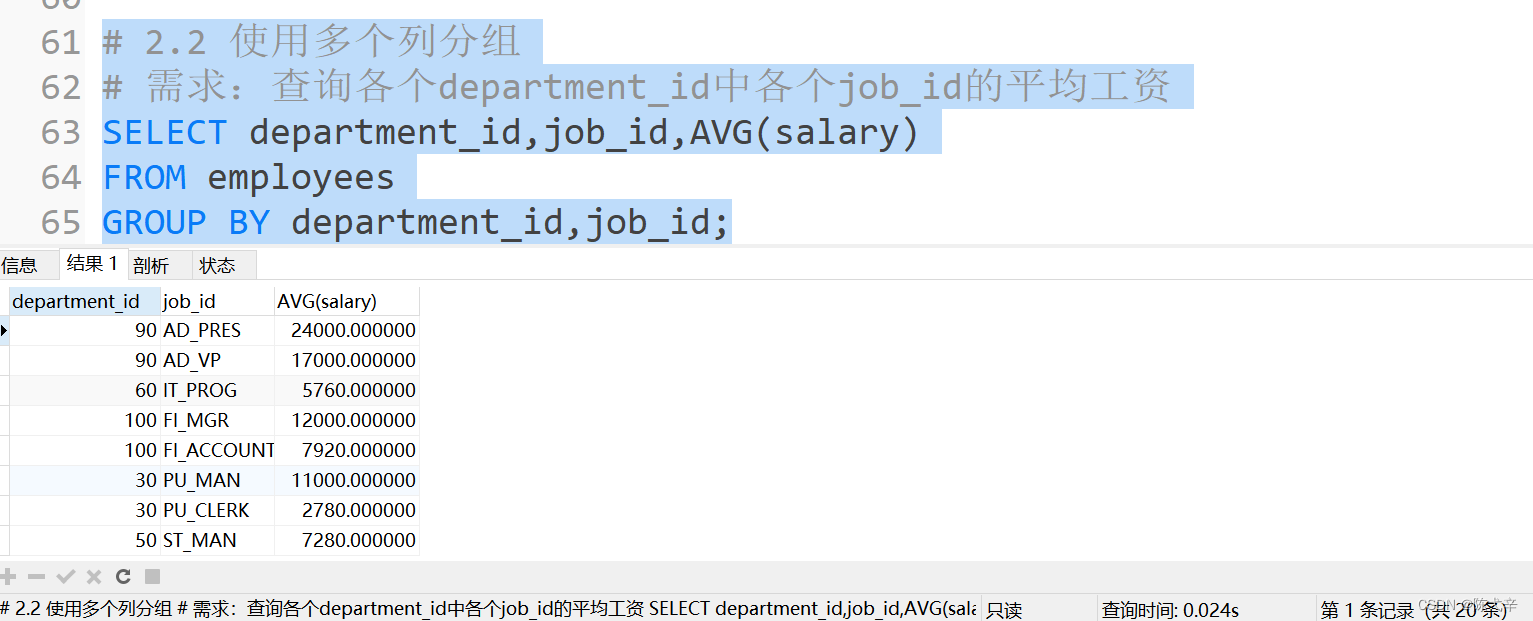 60
61 # 2.2 使用多个列分组
62 # 需求：查询各个department_id中各个job_id的平均工资
63 SELECT department_id,job_id,AVG(salary)
64 FROM employees
65 GROUP BY department_id,job_id;
信息 结果 1 剖析 状态
department_id job_id AVG(salary)
90 AD_PRES 24000.000000
90 AD_VP 17000.000000
60 IT_PROG 5760.000000
100 FI_MGR 12000.000000
100 FI_ACCOUNT 7920.000000
30 PU_MAN 11000.000000
30 PU_CLERK 2780.000000
50 ST_MAN 7280.000000
# 2.2 使用多个列分组 # 需求：查询各个department_id中各个job_id的平均工资 SELECT department_id,job_id,AVG(sala 只读 查询时间: 0.024s 第 1 条记录 (共 20 条)